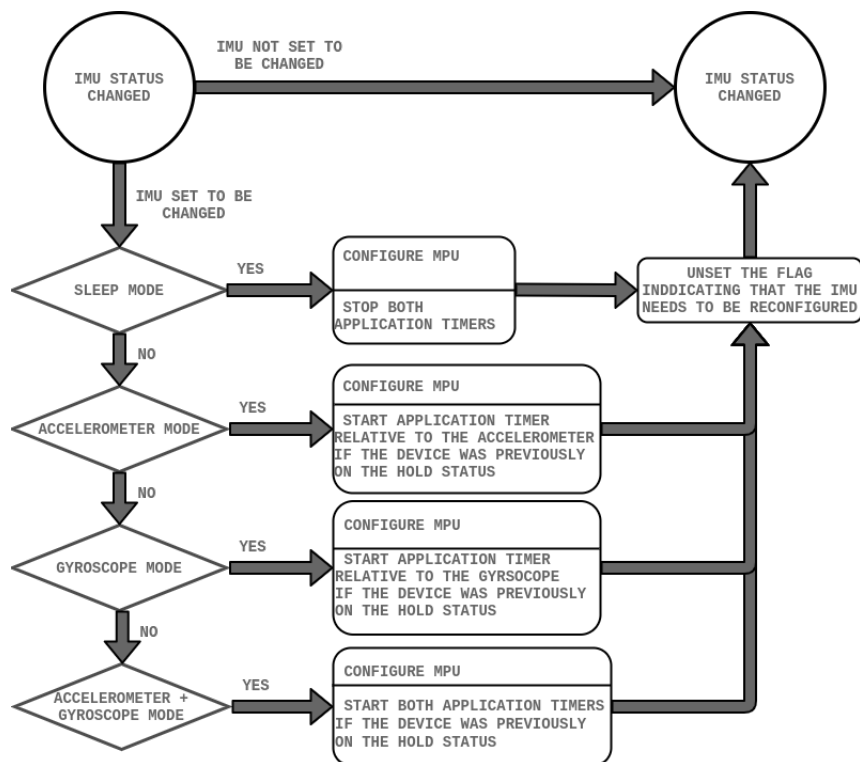 IMU STATUS
CHANGED
IMU NOT SET TO
BE CHANGED
IMU STATUS
CHANGED
IMU SET TO BE
CHANGED
SLEEP MODE
YES
CONFIGURE MPU
STOP BOTH
APPLICATION TIMERS
UNSET THE FLAG
INDDICATING THAT THE IMU
NEEDS TO BE RECONFIGURED
NO
ACCELEROMETER MODE
YES
CONFIGURE MPU
START APPLICATION TIMER
RELATIVE TO THE ACCELEROMETER
IF THE DEVICE WAS PREVIOUSLY
ON THE HOLD STATUS
NO
GYROSCOPE MODE
YES
CONFIGURE MPU
START APPLICATION TIMER
RELATIVE TO THE GYRSOCOPE
IF THE DEVICE WAS PREVIOUSLY
ON THE HOLD STATUS
NO
ACCELEROMETER +
GYROSCOPE MODE
YES
CONFIGURE MPU
START BOTH APPLICATION TIMERS
IF THE DEVICE WAS PREVIOUSLY
ON THE HOLD STATUS